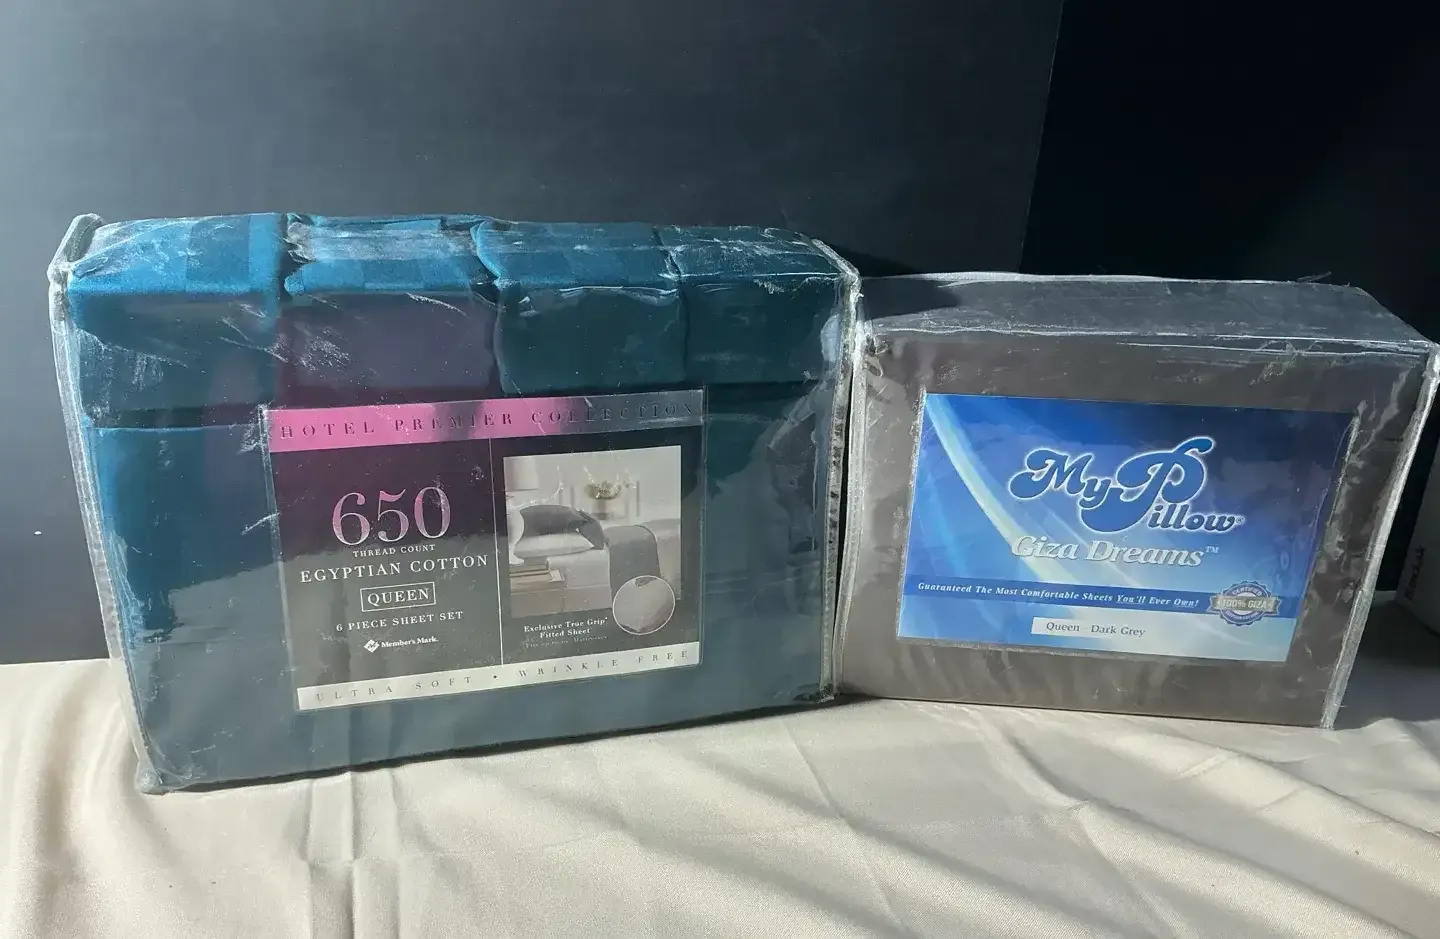 HOTEL PREMIER COLLECTION
650
THREAD COUNT
EGYPTIAN COTTON
QUEEN
6 PIECE SHEET SET
Member's Mark.
Exclusive True Grip
Fitted Sheet
ULTRA SOFT • WRINKLE FREE
MyPillow®
Giza Dreams™
Guaranteed The Most Comfortable Sheets You'll Ever Own!
CERTIFIED
100% GIZA
Queen - Dark Grey